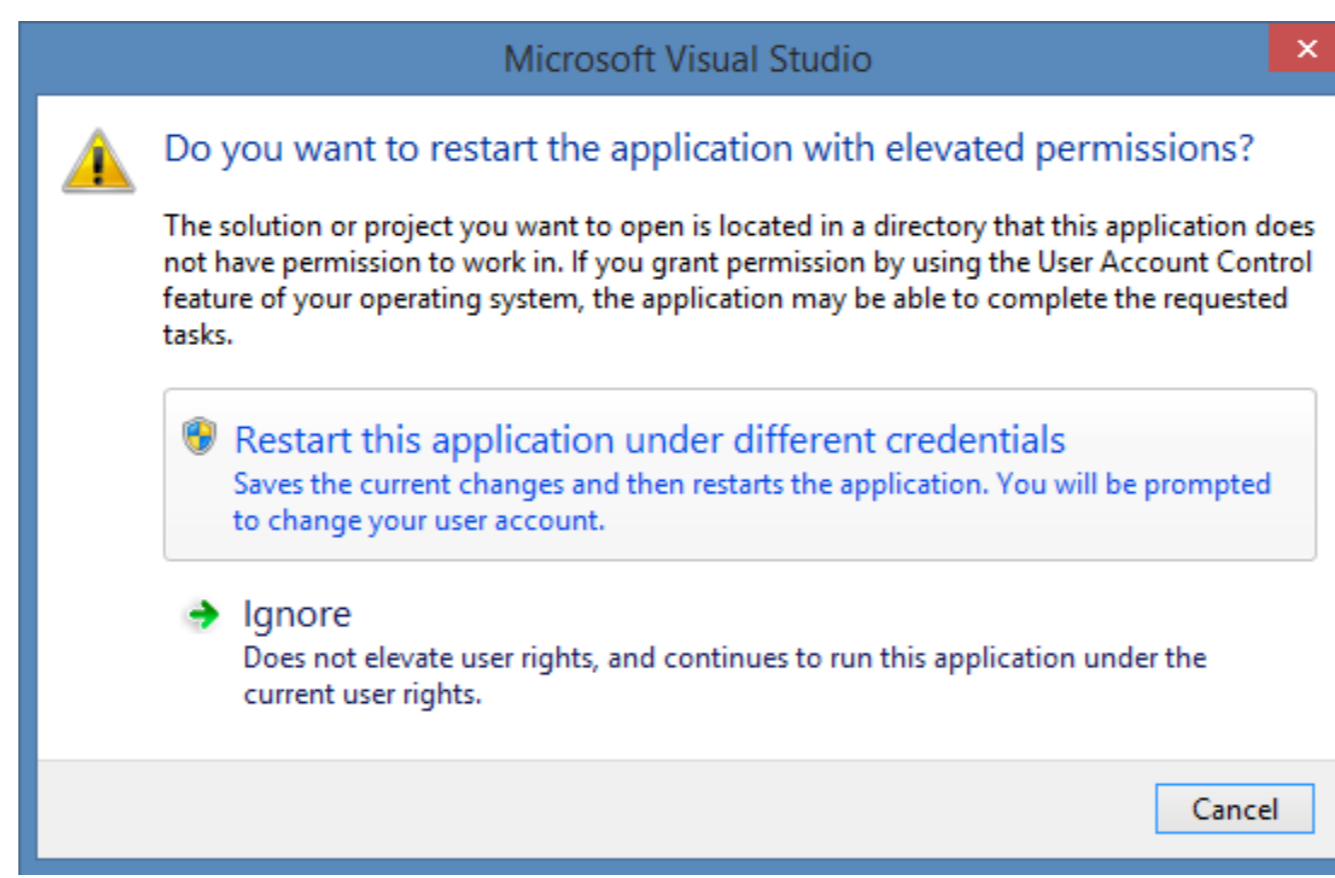 Microsoft Visual Studio
Do you want to restart the application with elevated permissions?
The solution or project you want to open is located in a directory that this application does
not have permission to work in. If you grant permission by using the User Account Control
feature of your operating system, the application may be able to complete the requested
tasks.
Restart this application under different credentials
Saves the current changes and then restarts the application. You will be prompted
to change your user account.
Ignore
Does not elevate user rights, and continues to run this application under the
current user rights.
Cancel